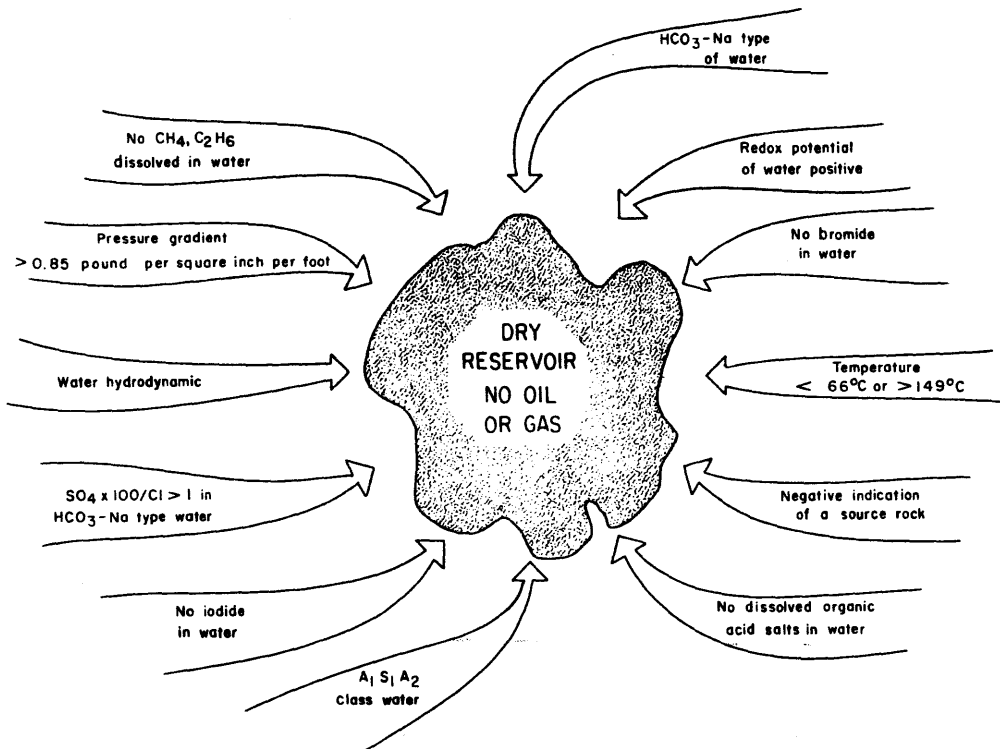 HCO₃-Na type
of water
No CH₄, C₂H₆
dissolved in water
Redox potential
of water positive
Pressure gradient
> 0.85 pound per square inch per foot
No bromide
in water
DRY
RESERVOIR
NO OIL
OR GAS
Water hydrodynamic
Temperature
< 66°C or > 149°C
SO₄ x 100/Cl > 1 in
HCO₃-Na type water
Negative indication
of a source rock
No iodide
in water
No dissolved organic
acid salts in water
A₁ S₁ A₂
class water